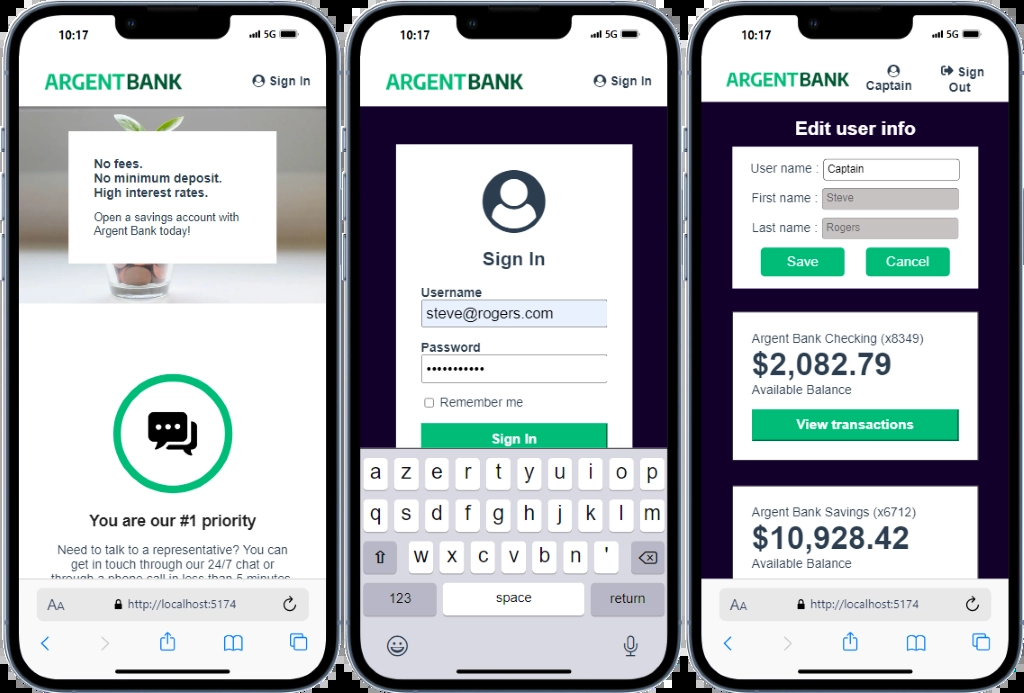 10:17
5G
ARGENTBANK
Sign In
No fees.
No minimum deposit.
High interest rates.
Open a savings account with
Argent Bank today!
You are our #1 priority
Need to talk to a representative? You can
get in touch through our 24/7 chat or
through a phone call in less than 5 minutes.
AA
http://localhost:5174
10:17
5G
ARGENTBANK
Sign In
Sign In
Username
steve@rogers.com
Password
•••••••••••
Remember me
Sign In
a z e r t y u i o p
q s d f g h j k l m
w x c v b n '
123 space return
10:17
5G
ARGENTBANK
Captain
Sign
Out
Edit user info
User name : Captain
First name : Steve
Last name : Rogers
Save Cancel
Argent Bank Checking (x8349)
$2,082.79
Available Balance
View transactions
Argent Bank Savings (x6712)
$10,928.42
Available Balance
AA
http://localhost:5174